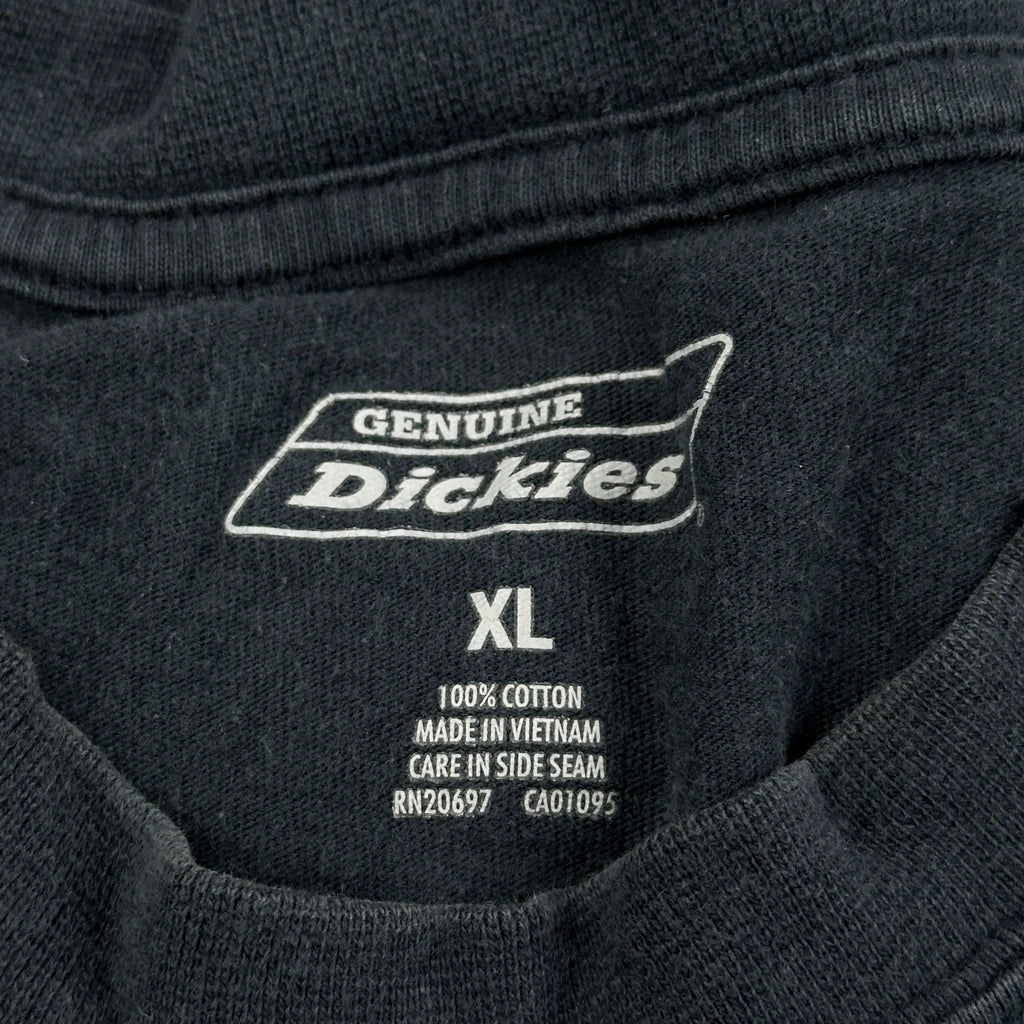 GENUINE
Dickies®
XL
100% COTTON
MADE IN VIETNAM
CARE IN SIDE SEAM
RN20697 CA01095